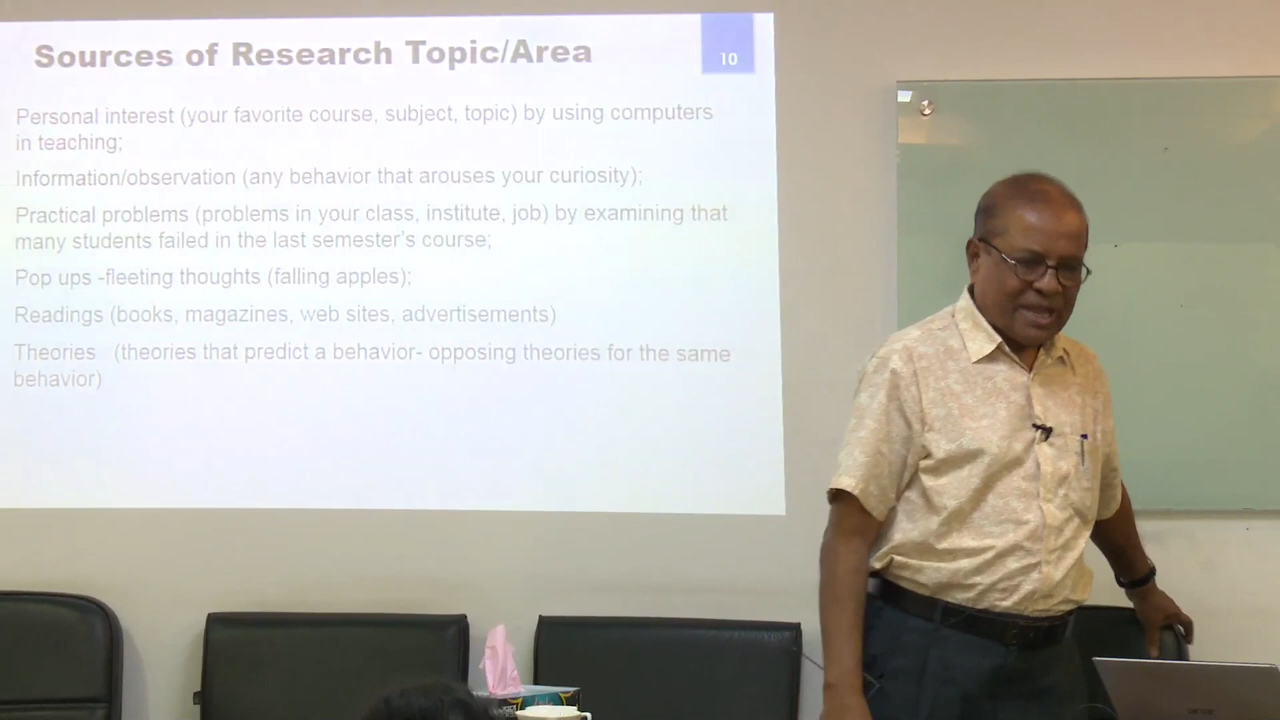 Sources of Research Topic/Area
10
Personal interest (your favorite course, subject, topic) by using computers
in teaching;
Information/observation (any behavior that arouses your curiosity);
Practical problems (problems in your class, institute, job) by examining that
many students failed in the last semester's course;
Pop ups -fleeting thoughts (falling apples);
Readings (books, magazines, web sites, advertisements)
Theories (theories that predict a behavior- opposing theories for the same
behavior)
acer